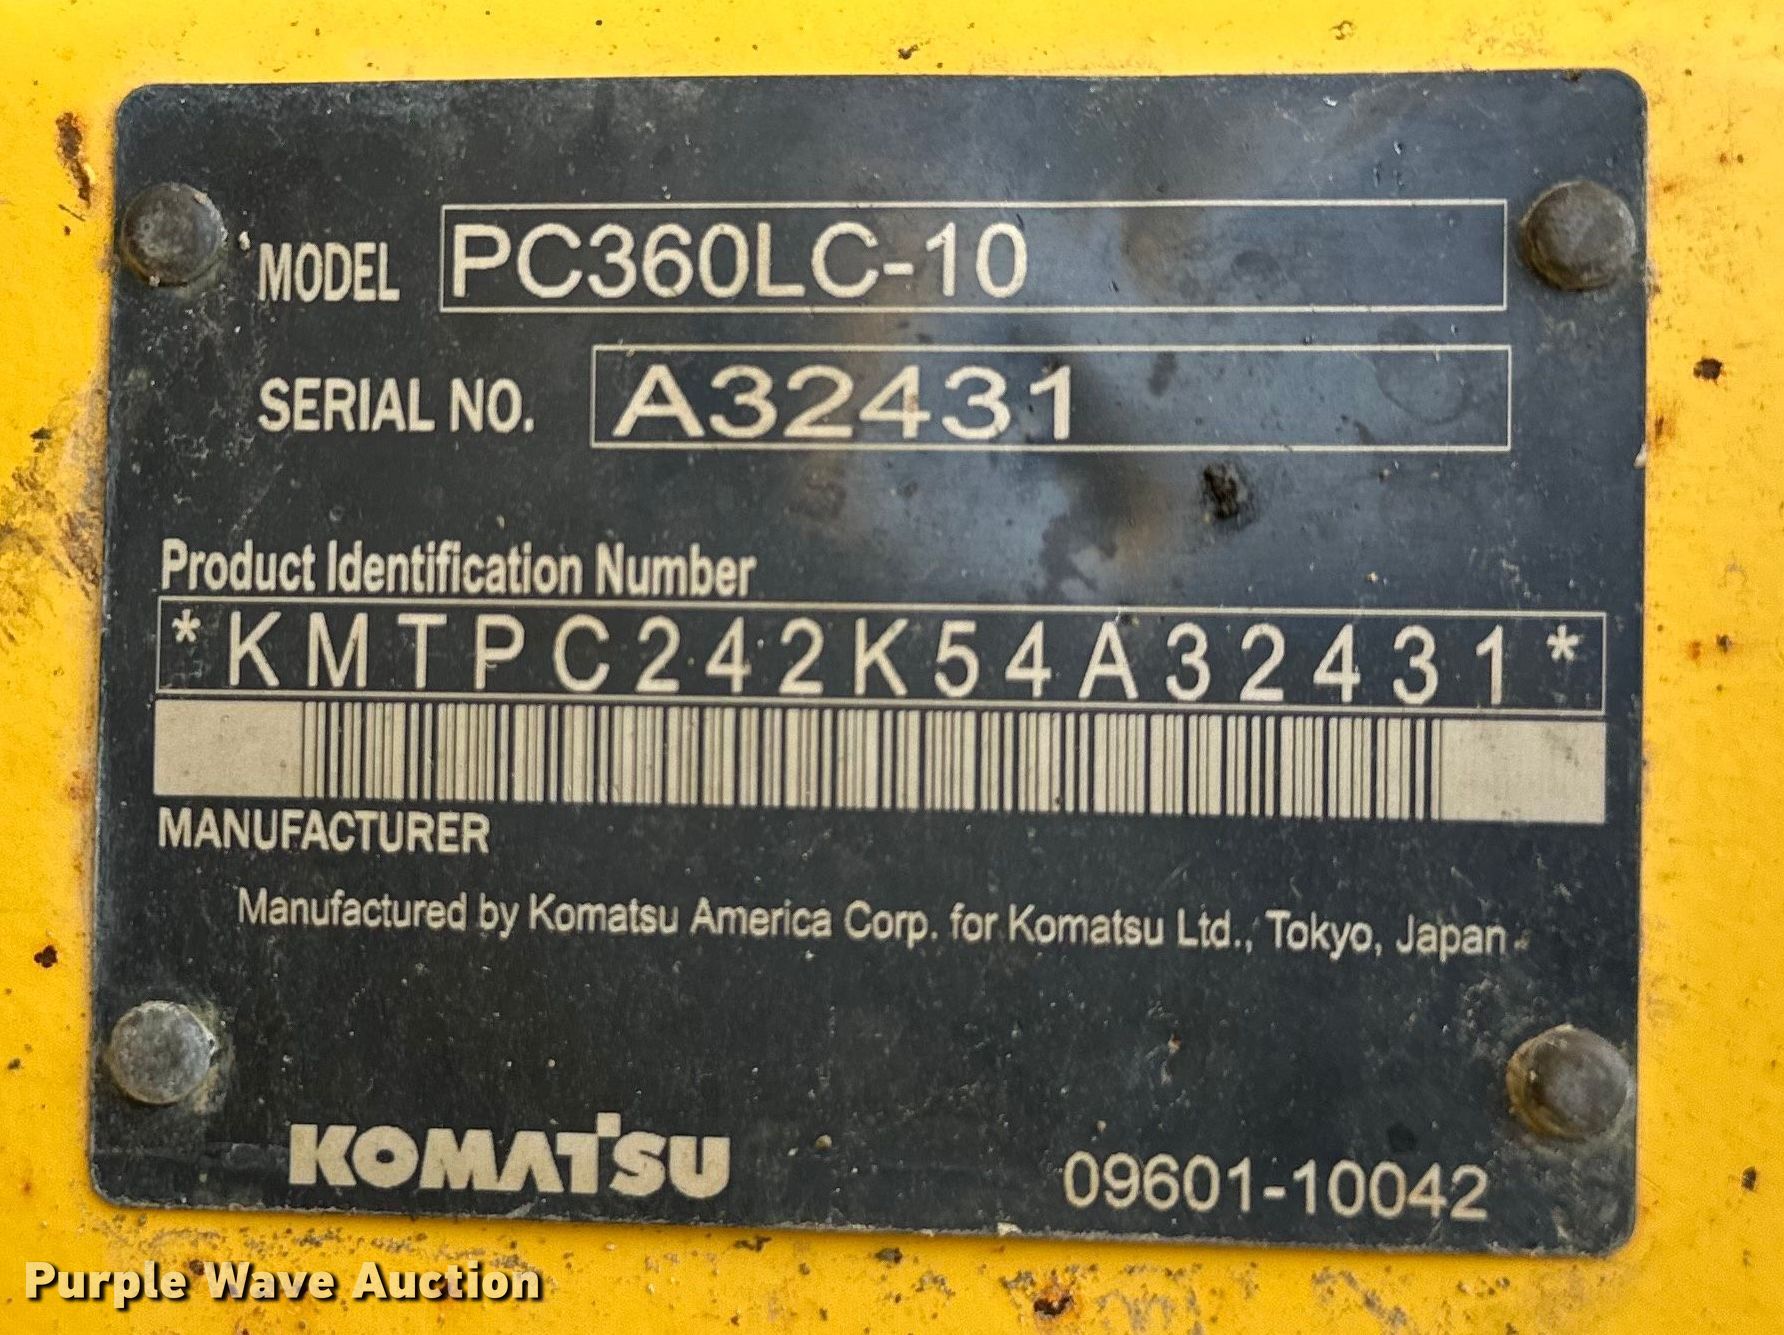 MODEL PC360LC-10
SERIAL NO. A32431
Product Identification Number
*KMTPC242K54A32431*
MANUFACTURER
Manufactured by Komatsu America Corp. for Komatsu Ltd., Tokyo, Japan
KOMATSU 09601-10042
Purple Wave Auction